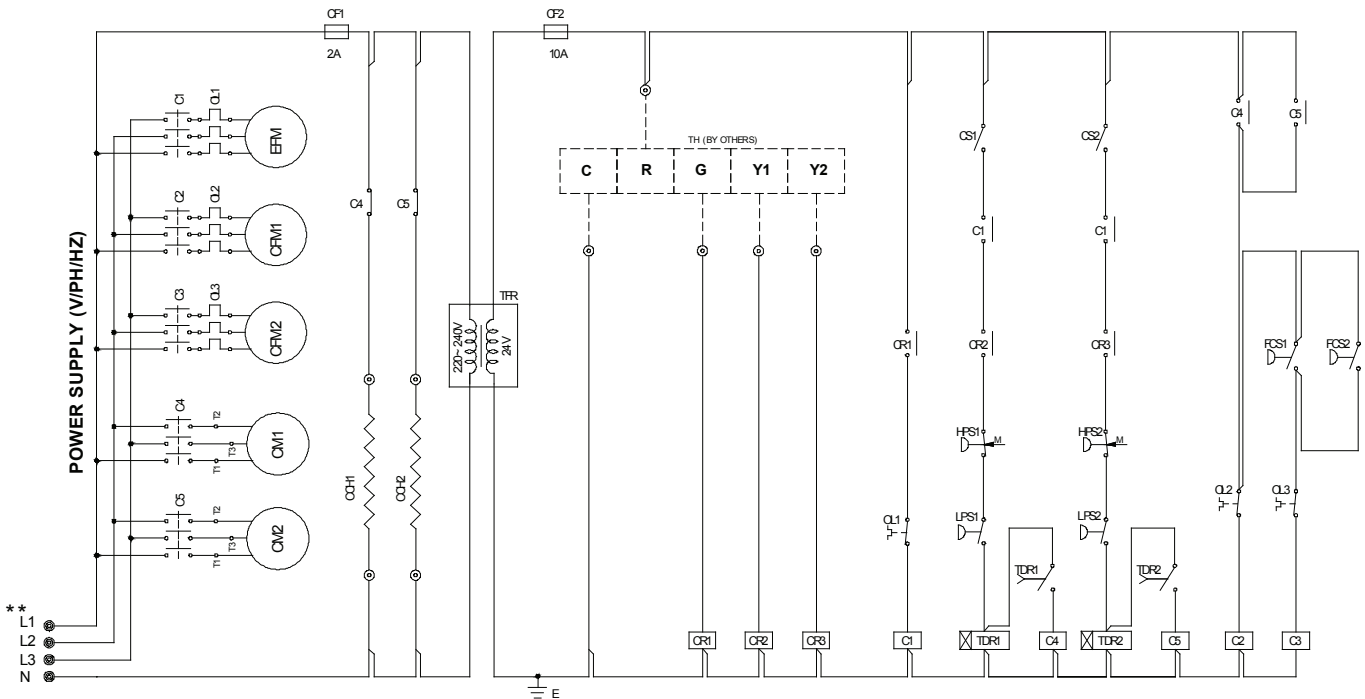 CF1
2A
CF2
10A
C1
OL1
EFM
C2
OL2
CFM1
C3
OL3
CFM2
C4
T2
T3
T1
CM1
C5
T2
T3
T1
CM2
POWER SUPPLY (V/PH/HZ)
**
L1
L2
L3
N
C4
C5
CCH1
CCH2
TFR
220~240V
24V
E
TH (BY OTHERS)
C R G Y1 Y2
CR1
CR2
CR3
CR1
OL1
C1
CS1
C1
CR2
HPS1
M
LPS1
TDR1
TDR1
C4
CS2
C1
CR3
HPS2
M
LPS2
TDR2
TDR2
C5
C4
C5
FCS1
FCS2
OL2
OL3
C2
C3